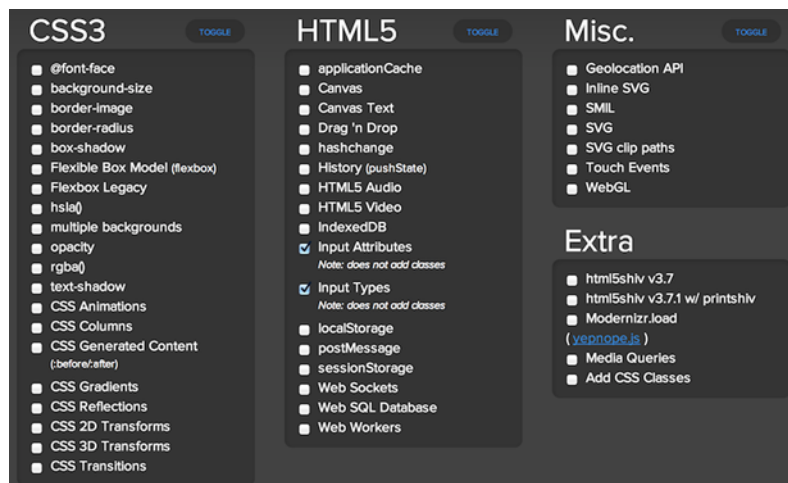 CSS3
TOGGLE
@font-face
background-size
border-image
border-radius
box-shadow
Flexible Box Model (flexbox)
Flexbox Legacy
hsla()
multiple backgrounds
opacity
rgba()
text-shadow
CSS Animations
CSS Columns
CSS Generated Content
(:before/:after)
CSS Gradients
CSS Reflections
CSS 2D Transforms
CSS 3D Transforms
CSS Transitions
HTML5
TOGGLE
applicationCache
Canvas
Canvas Text
Drag 'n Drop
hashchange
History (pushState)
HTML5 Audio
HTML5 Video
IndexedDB
Input Attributes
Note: does not add classes
Input Types
Note: does not add classes
localStorage
postMessage
sessionStorage
Web Sockets
Web SQL Database
Web Workers
Misc.
TOGGLE
Geolocation API
Inline SVG
SMIL
SVG
SVG clip paths
Touch Events
WebGL
Extra
html5shiv v3.7
html5shiv v3.7.1 w/ printshiv
Modernizr.load
( yepnope.js )
Media Queries
Add CSS Classes